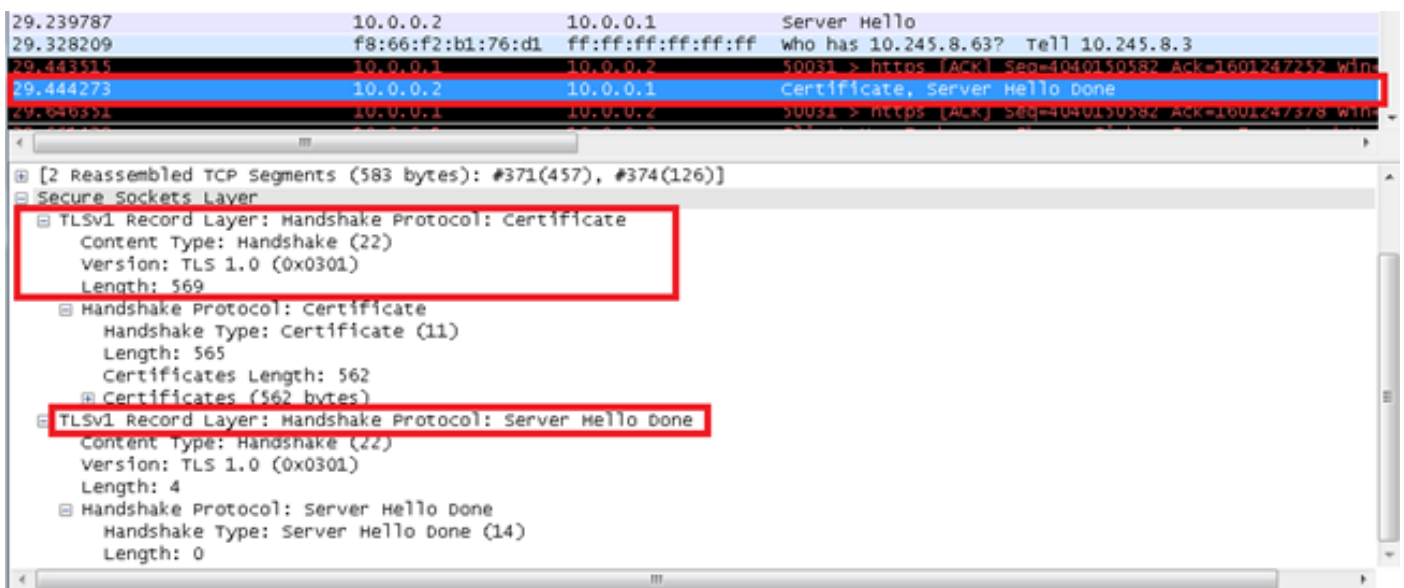 29.239787 10.0.0.2 10.0.0.1 Server Hello
29.328209 f8:66:f2:b1:76:d1 ff:ff:ff:ff:ff:ff who has 10.245.8.63? Tell 10.245.8.3
29.443515 10.0.0.1 10.0.0.2 50031 > https [ACK] Seq=4040150582 Ack=1601247252 Win=
29.444273 10.0.0.2 10.0.0.1 Certificate, Server Hello Done
29.646351 10.0.0.1 10.0.0.2 50031 > https [ACK] Seq=4040150582 Ack=1601247378 Win=
[2 Reassembled TCP Segments (583 bytes): #371(457), #374(126)]
Secure Sockets Layer
TLSv1 Record Layer: Handshake Protocol: Certificate
Content Type: Handshake (22)
Version: TLS 1.0 (0x0301)
Length: 569
Handshake Protocol: Certificate
Handshake Type: Certificate (11)
Length: 565
Certificates Length: 562
Certificates (562 bytes)
TLSv1 Record Layer: Handshake Protocol: Server Hello Done
Content Type: Handshake (22)
Version: TLS 1.0 (0x0301)
Length: 4
Handshake Protocol: Server Hello Done
Handshake Type: Server Hello Done (14)
Length: 0